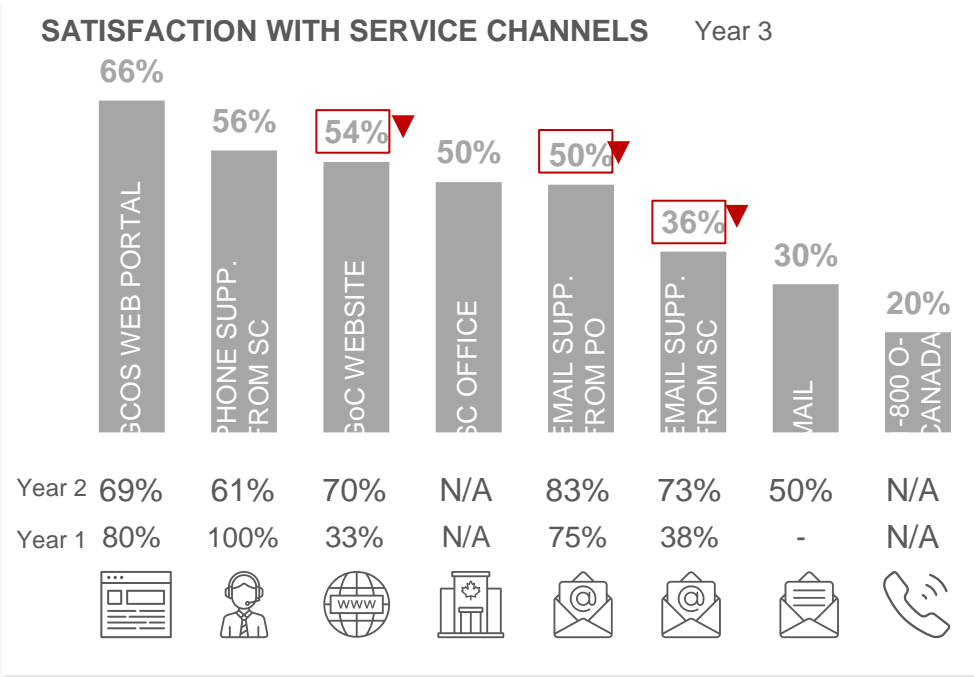 SATISFACTION WITH SERVICE CHANNELS Year 3
66%
56%
54%
50%
50%
36%
30%
20%
GCOS WEB PORTAL
PHONE SUPP.
FROM SC
GoC WEBSITE
SC OFFICE
EMAIL SUPP.
FROM PO
EMAIL SUPP.
FROM SC
MAIL
-800 O-
CANADA
Year 2 69% 61% 70% N/A 83% 73% 50% N/A
Year 1 80% 100% 33% N/A 75% 38% - N/A
www
@
@